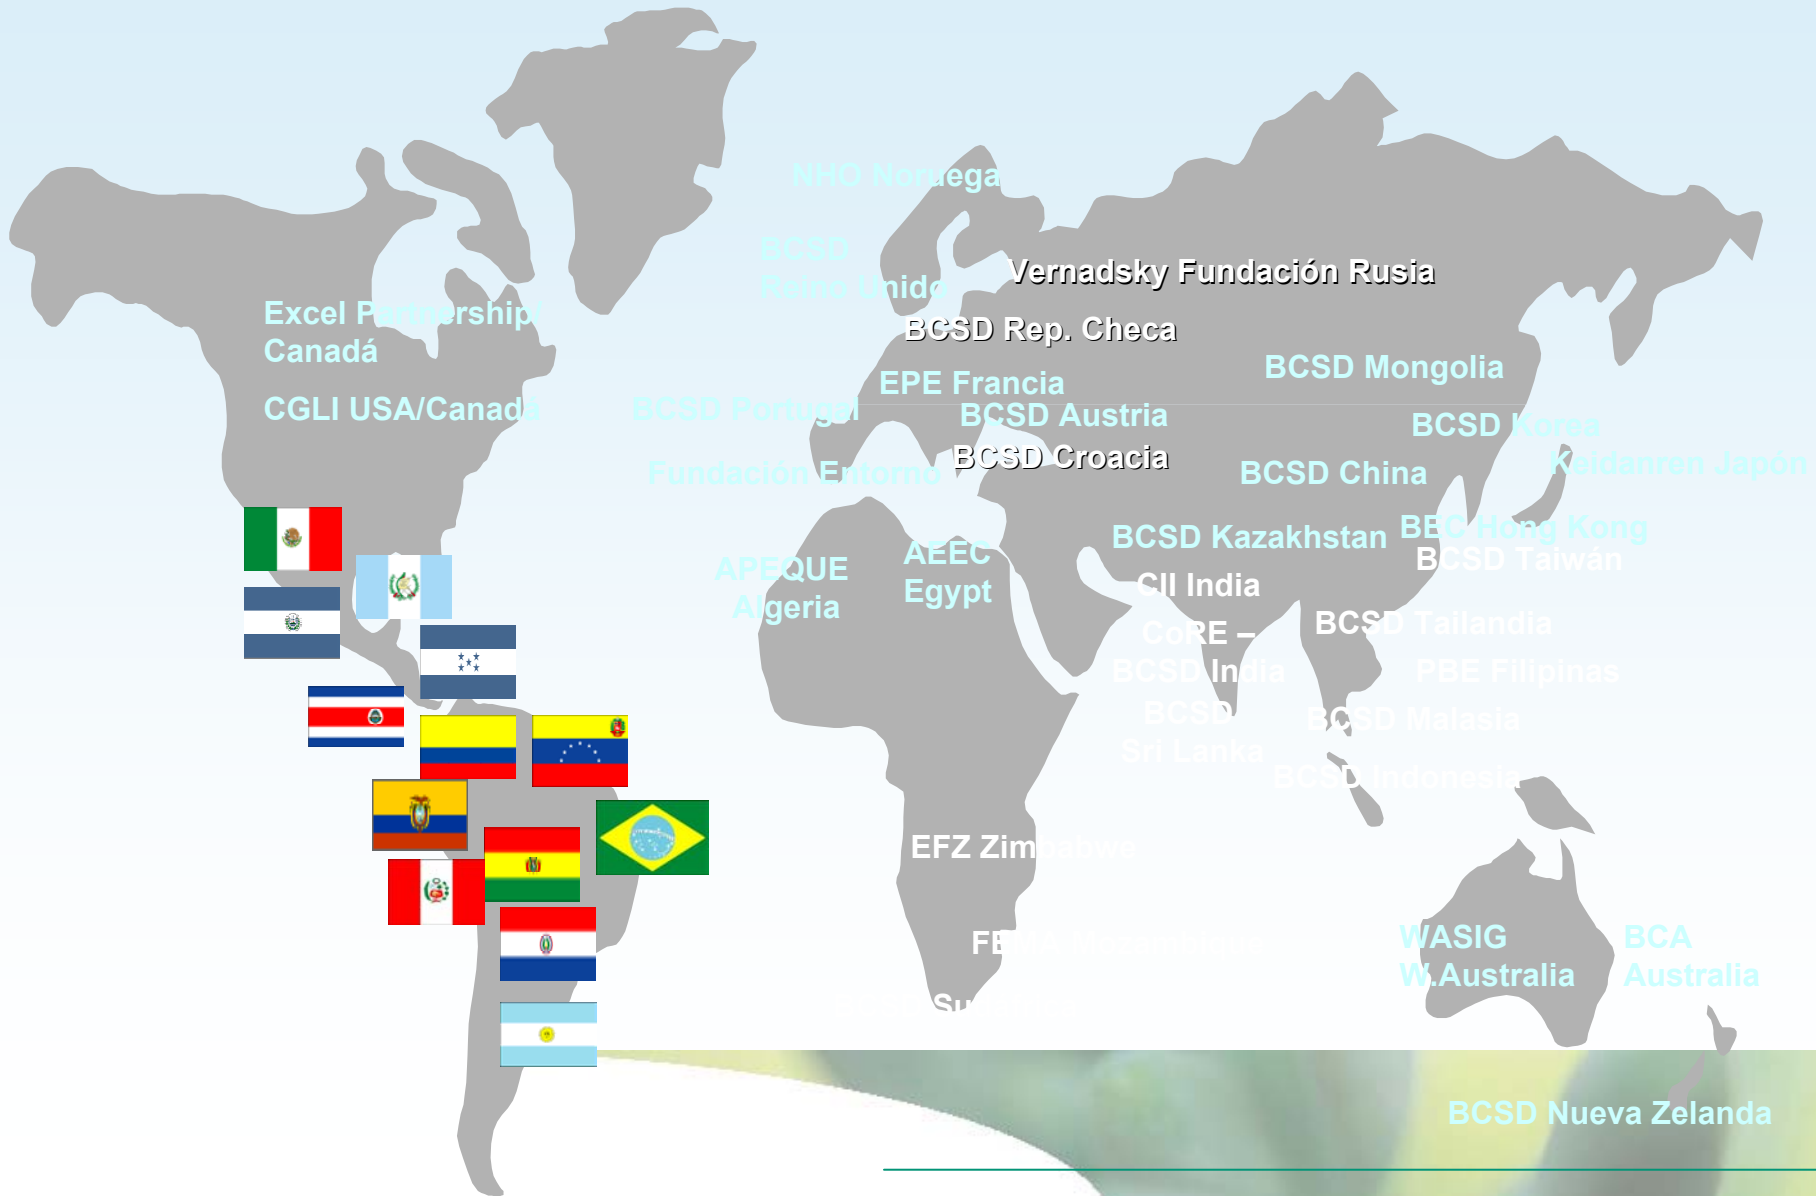 NHO Noruega
BCSD
Reino Unido
Vernadsky Fundación Rusia
Excel Partnership/
Canadá
BCSD Rep. Checa
BCSD Mongolia
EPE Francia
CGLI USA/Canadá
BCSD Portugal
BCSD Austria
BCSD Korea
BCSD Croacia
Keidanren Japón
Fundación Entorno
BCSD China
BEC Hong Kong
BCSD Kazakhstan
AEEC
Egypt
BCSD Taiwán
APEQUE
Algeria
CII India
BCSD Tailandia
CoRE –
BCSD India
PBE Filipinas
BCSD
Sri Lanka
BCSD Malasia
BCSD Indonesia
EFZ Zimbabwe
FEMA Mozambique
WASIG
W.Australia
BCA
Australia
BCSD Nueva Zelanda